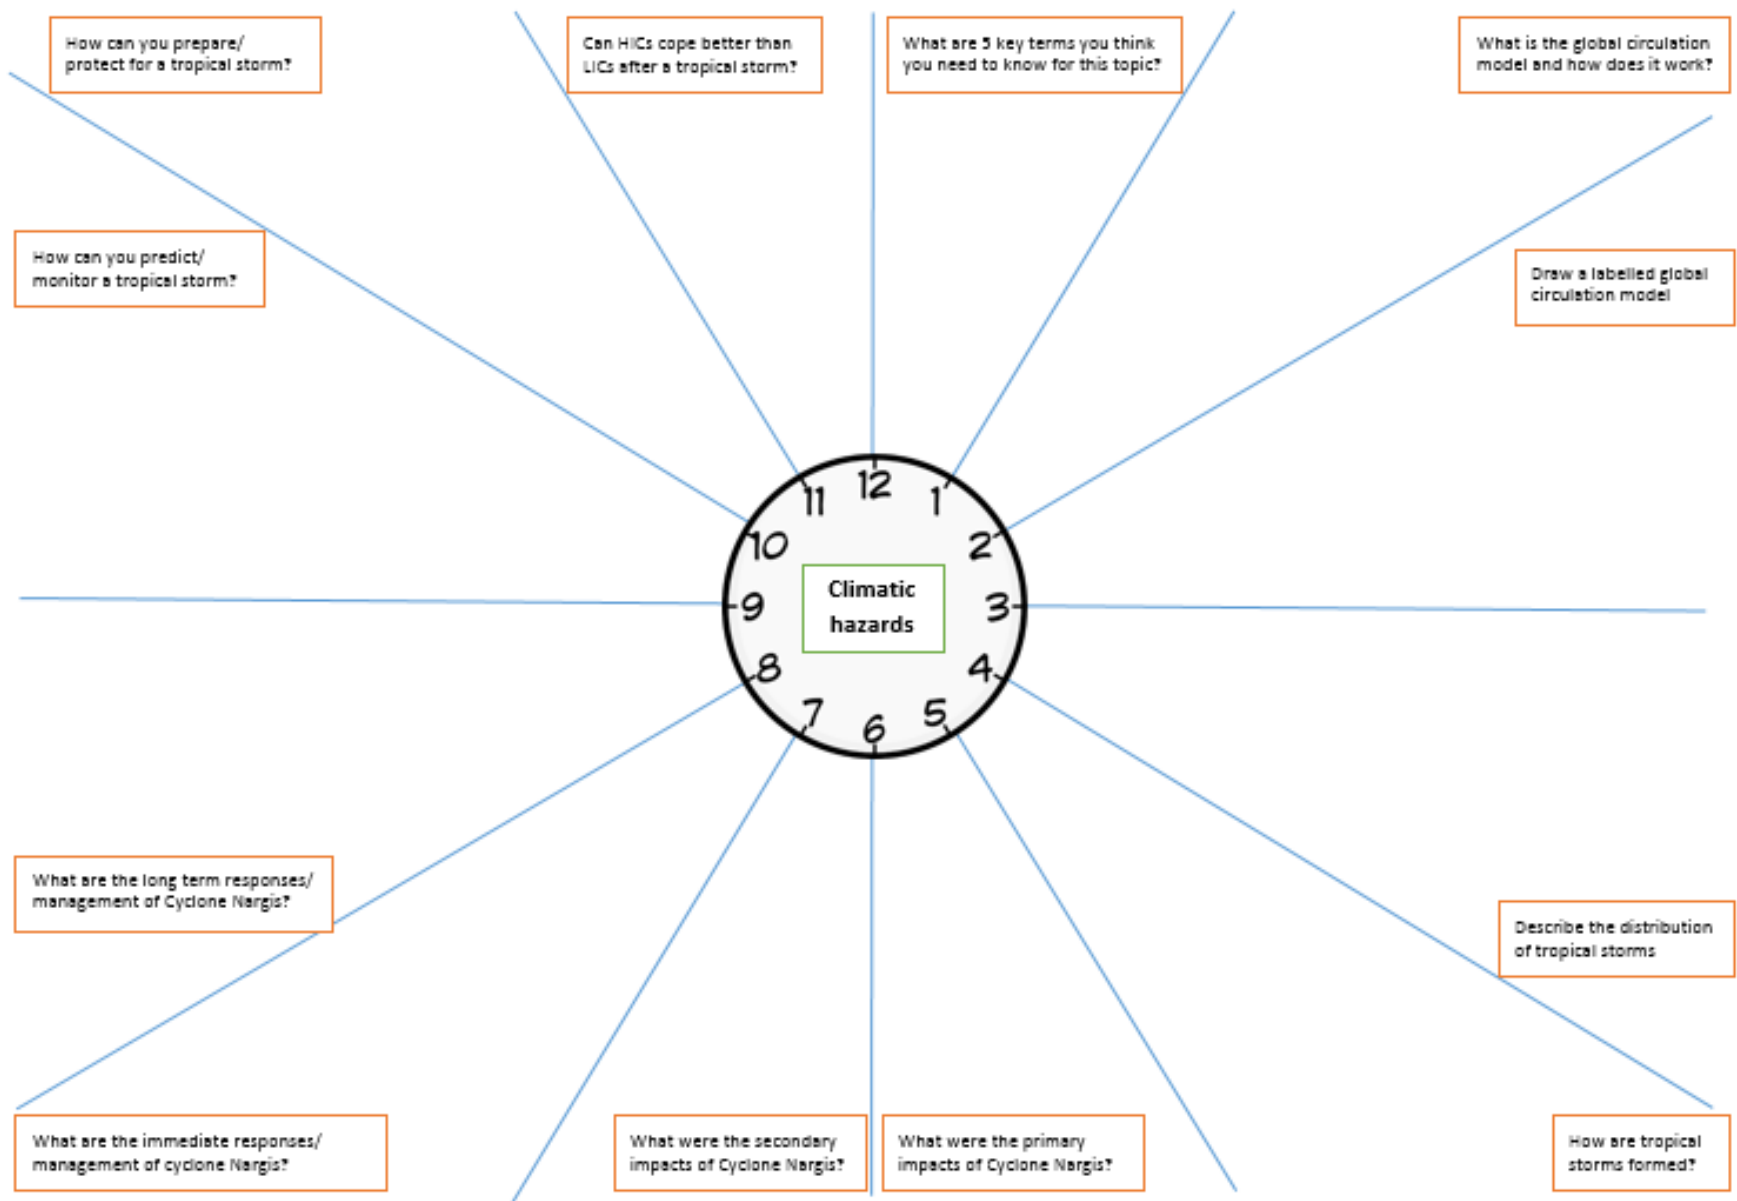 How can you prepare/
protect for a tropical storm?
Can HICs cope better than
LICs after a tropical storm?
What are 5 key terms you think
you need to know for this topic?
What is the global circulation
model and how does it work?
How can you predict/
monitor a tropical storm?
Draw a labelled global
circulation model
12
11
1
10
2
9
3
Climatic
hazards
8
4
7
5
6
What are the long term responses/
management of Cyclone Nargis?
Describe the distribution
of tropical storms
What are the immediate responses/
management of cyclone Nargis?
What were the secondary
impacts of Cyclone Nargis?
What were the primary
impacts of Cyclone Nargis?
How are tropical
storms formed?